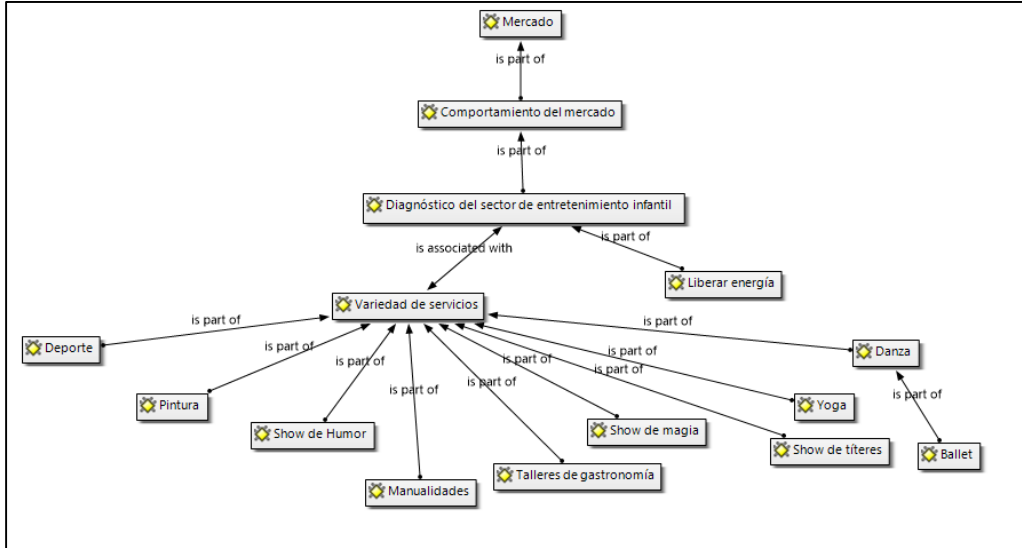 Mercado
is part of
Comportamiento del mercado
is part of
Diagnóstico del sector de entretenimiento infantil
is associated with
is part of
Liberar energía
Variedad de servicios
is part of
is part of
Deporte
is part of
Danza
is part of
is part of
is part of
is part of
is part of
is part of
Pintura
Yoga
Show de Humor
Show de magia
Show de títeres
Ballet
Talleres de gastronomía
Manualidades
is part of
is part of